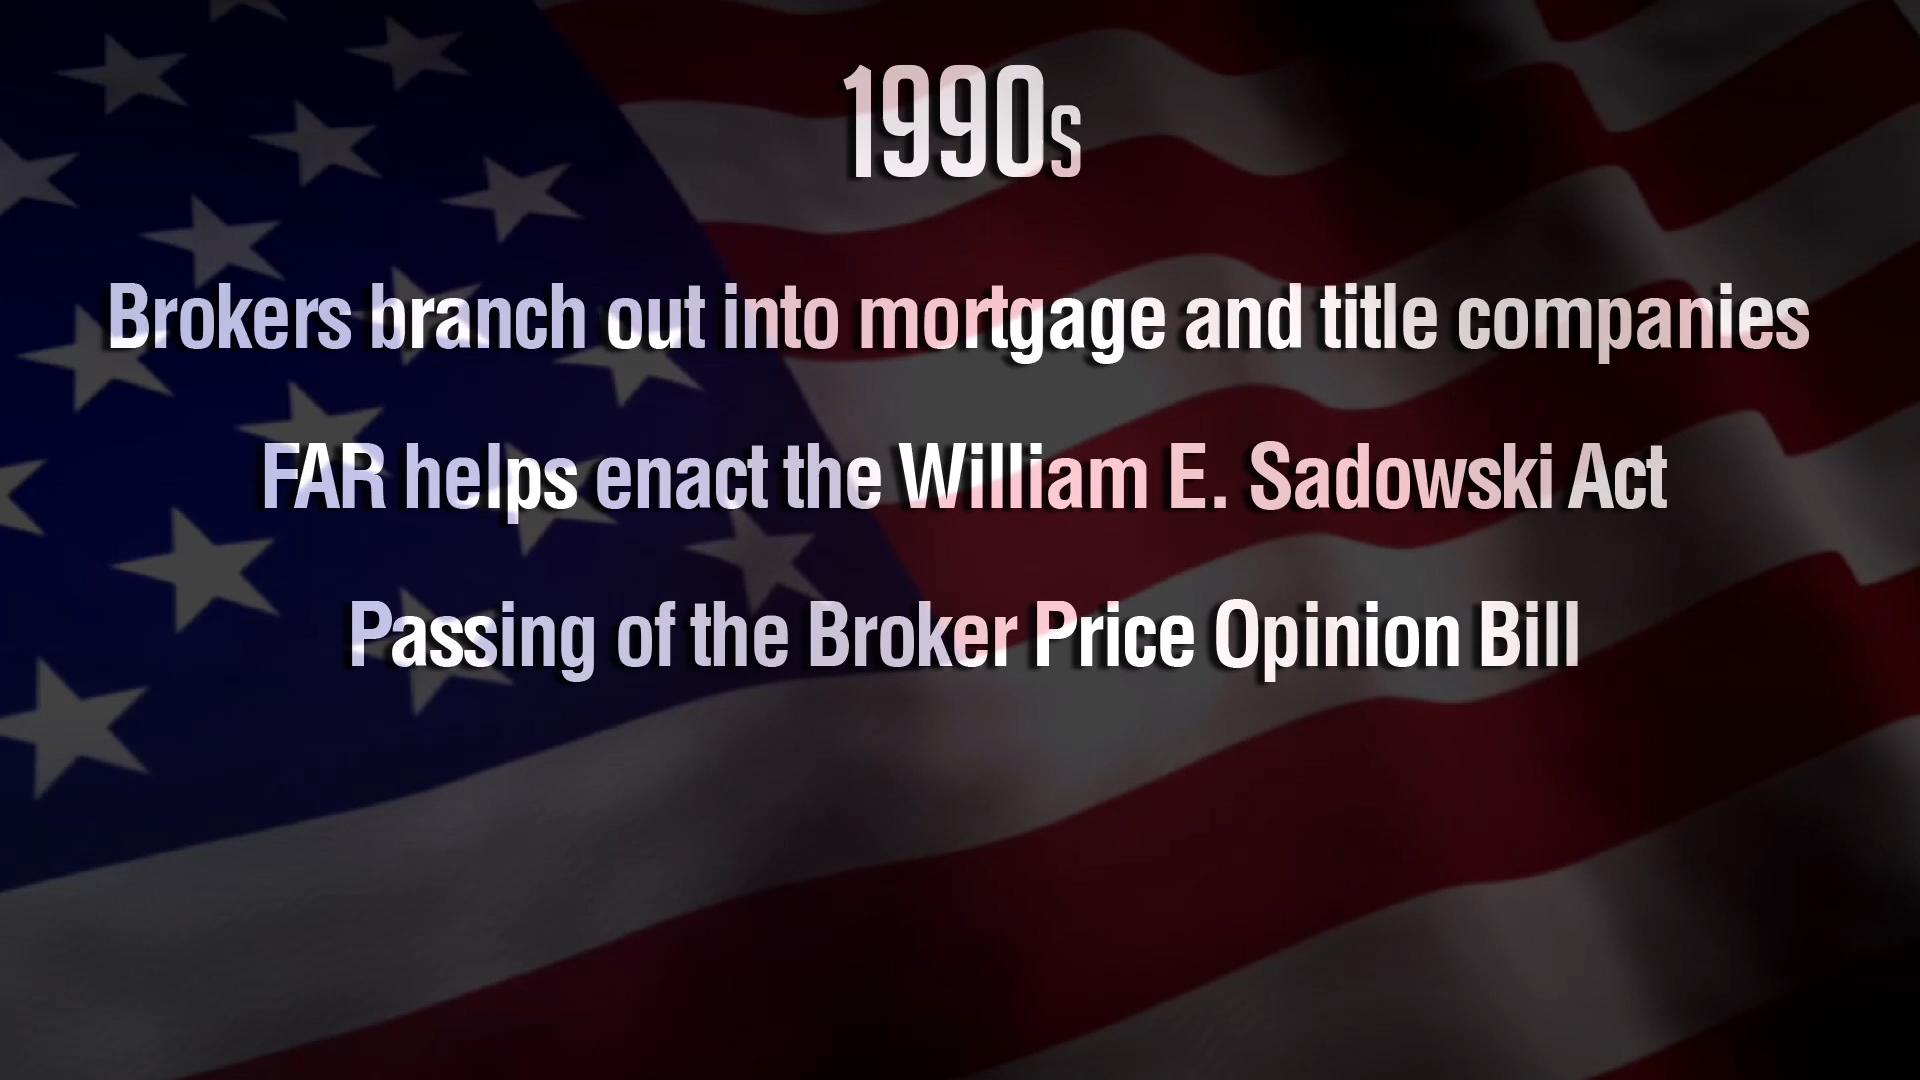 1990s
Brokers branch out into mortgage and title companies
FAR helps enact the William E. Sadowski Act
Passing of the Broker Price Opinion Bill